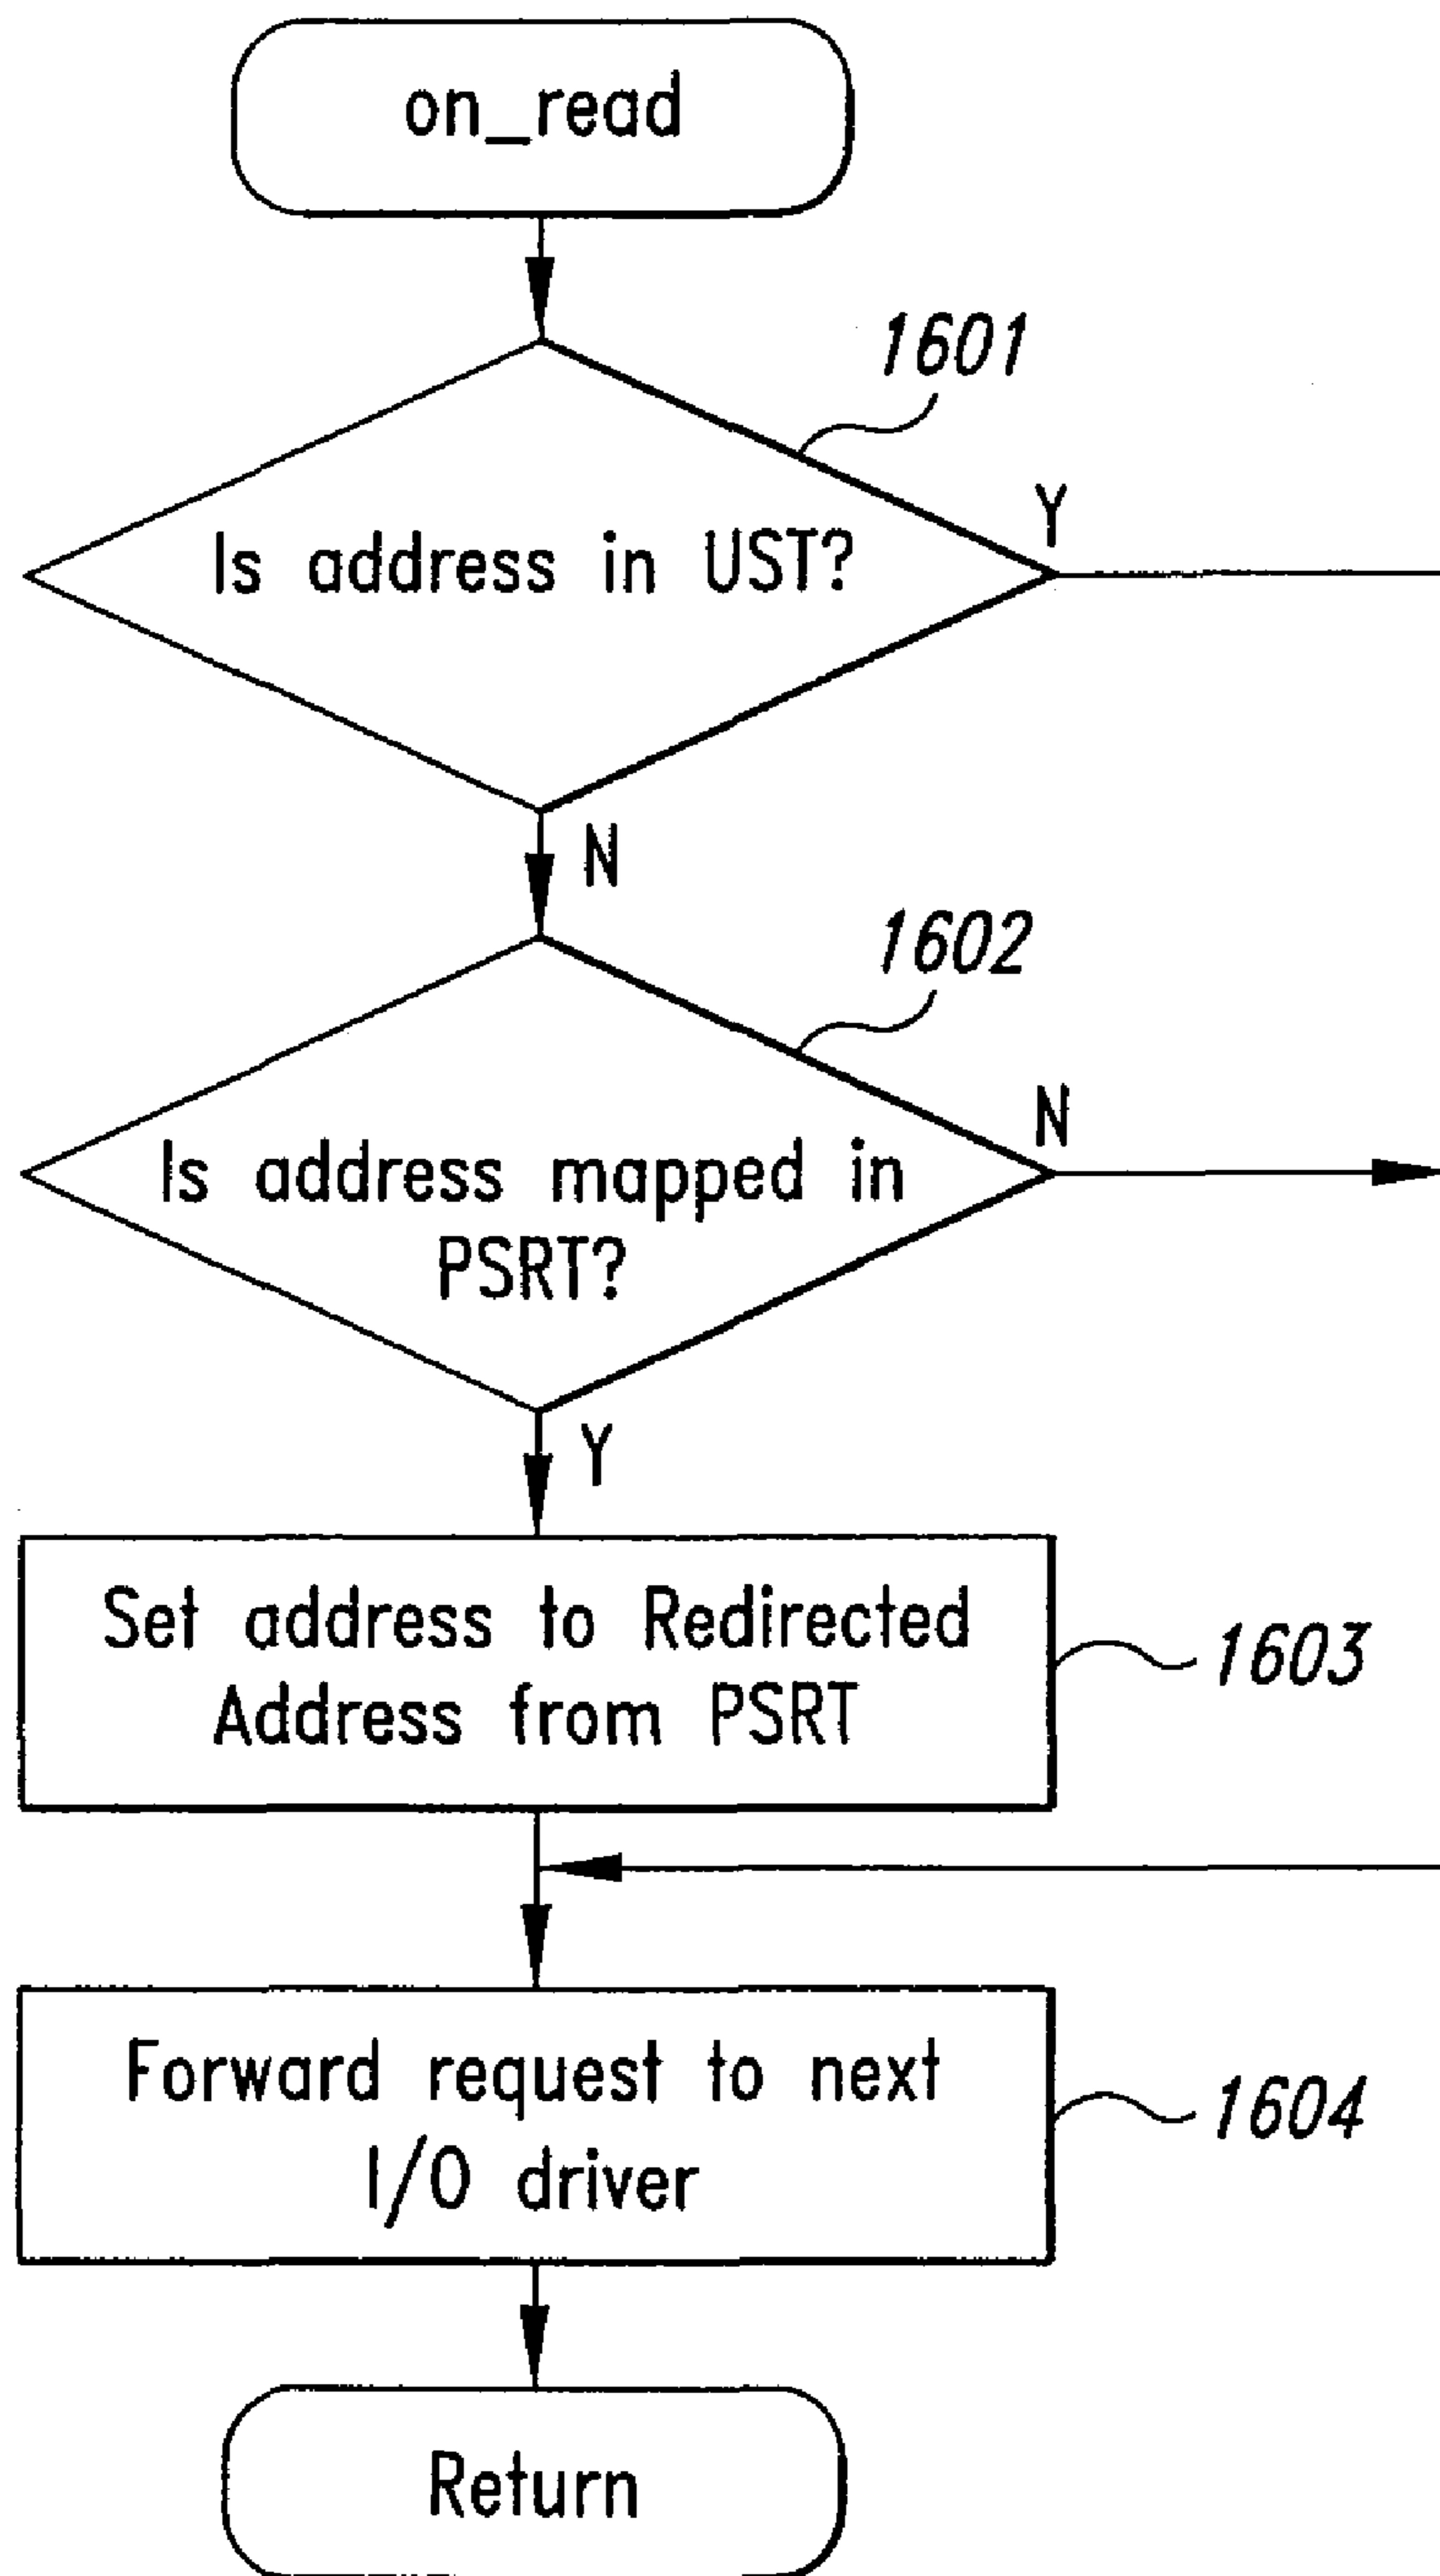 on_read
1601
Is address in UST?
Y
N
1602
Is address mapped in
PSRT?
N
Y
Set address to Redirected
Address from PSRT
1603
Forward request to next
I/O driver
1604
Return